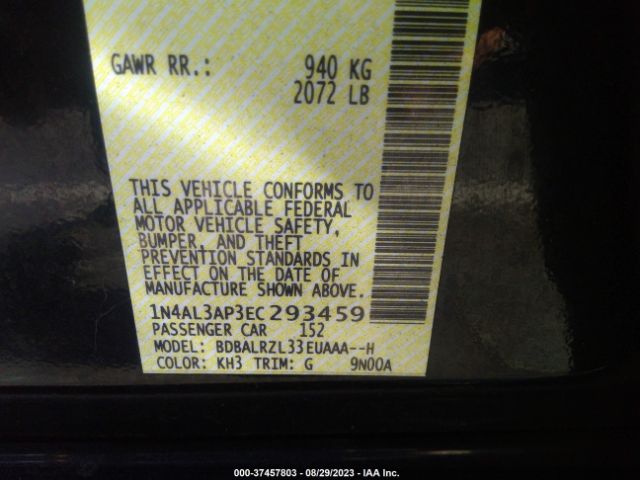 GAWR RR.: 940 KG
2072 LB
THIS VEHICLE CONFORMS TO
ALL APPLICABLE FEDERAL
MOTOR VEHICLE SAFETY,
BUMPER, AND THEFT
PREVENTION STANDARDS IN
EFFECT ON THE DATE OF
MANUFACTURE SHOWN ABOVE.
1N4AL3AP3EC293459
PASSENGER CAR 152
MODEL: BDBALRZL33EUAAA--H
COLOR: KH3 TRIM: G 9N00A
000-37457803 - 08/29/2023 - IAA Inc.